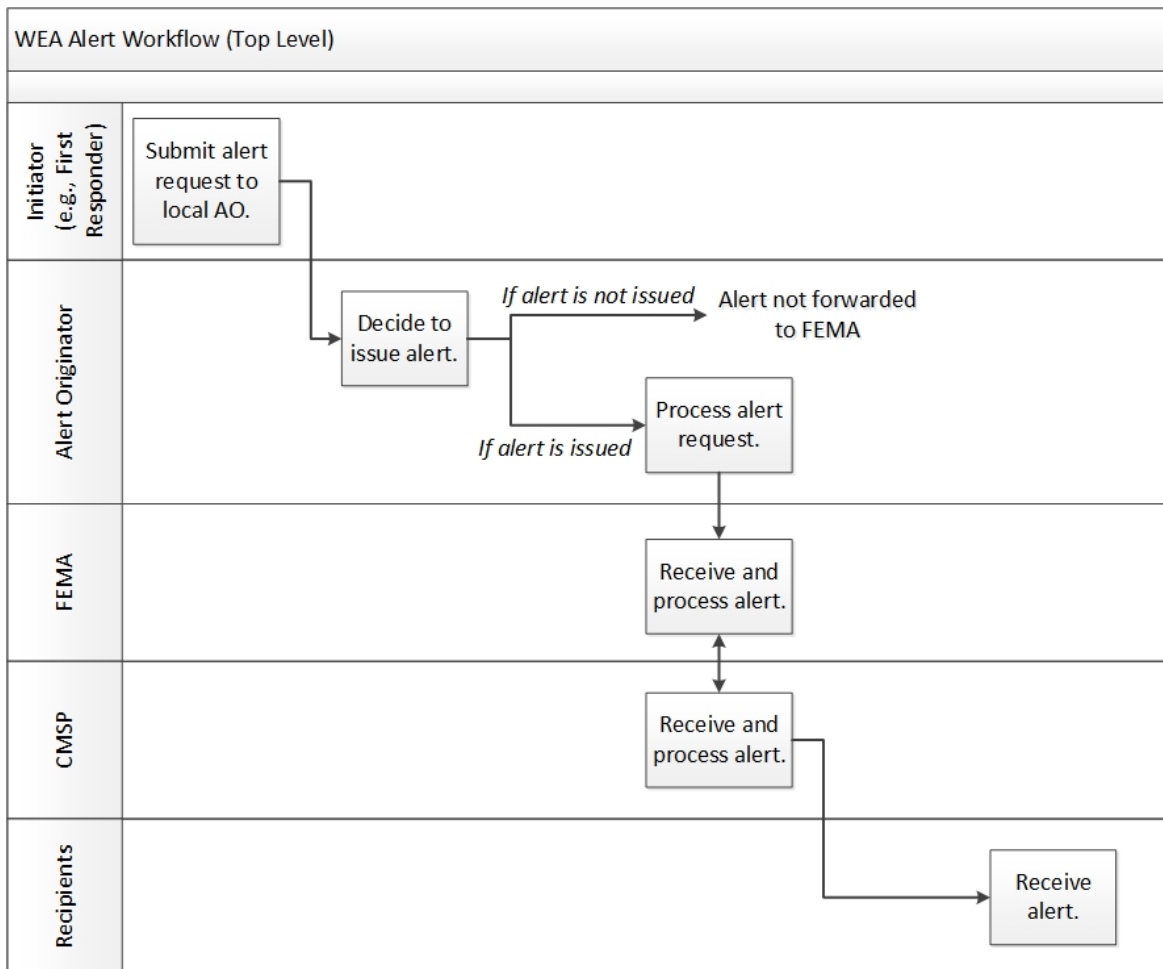 WEA Alert Workflow (Top Level)
Initiator
(e.g., First
Responder)
Submit alert
request to
local AO.
Alert Originator
Decide to
issue alert.
If alert is not issued
Alert not forwarded
to FEMA
If alert is issued
Process alert
request.
FEMA
Receive and
process alert.
CMSP
Receive and
process alert.
Recipients
Receive
alert.